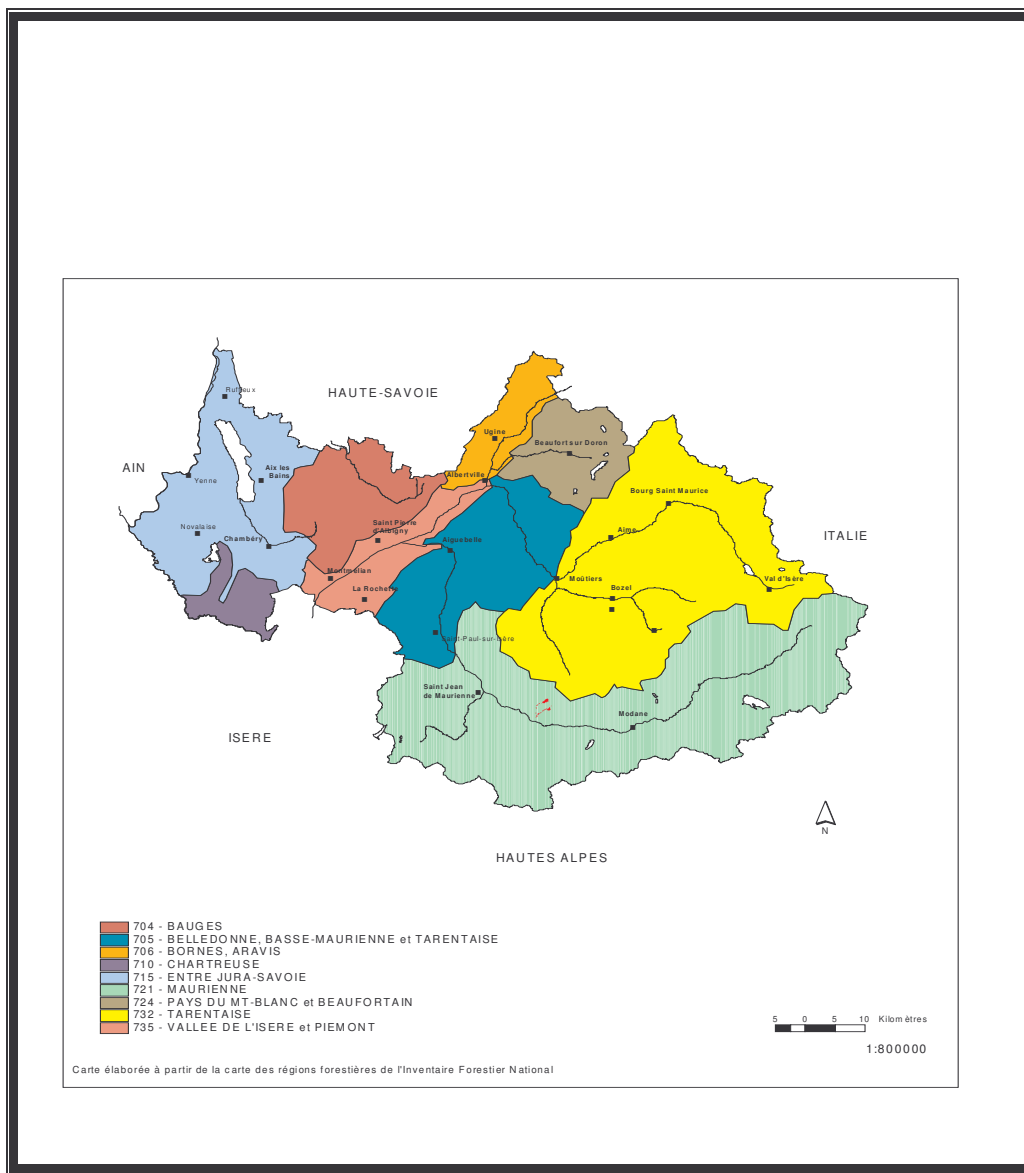 HAUTE-SAVOIE
Ruffieux
Ugine
Beaufort sur Doron
AIN
Aix les
Bains
Yenne
Albertville
Bourg Saint Maurice
Saint Pierre
d'Albigny
Novalaise
Aime
ITALIE
Chambéry
Aiguebelle
Montmélian
Moûtiers
Val d'Isère
La Rochette
Bozel
Saint-Paul-sur-Isère
Saint Jean
de Maurienne
Modane
ISERE
N
HAUTES ALPES
704 - BAUGES
705 - BELLEDONNE, BASSE-MAURIENNE et TARENTAISE
706 - BORNES, ARAVIS
710 - CHARTREUSE
715 - ENTRE JURA-SAVOIE
721 - MAURIENNE
724 - PAYS DU MT-BLANC et BEAUFORTAIN
732 - TARENTAISE
735 - VALLEE DE L'ISERE et PIEMONT
5 0 5 10 Kilomètres
1:800000
Carte élaborée à partir de la carte des régions forestières de l'Inventaire Forestier National